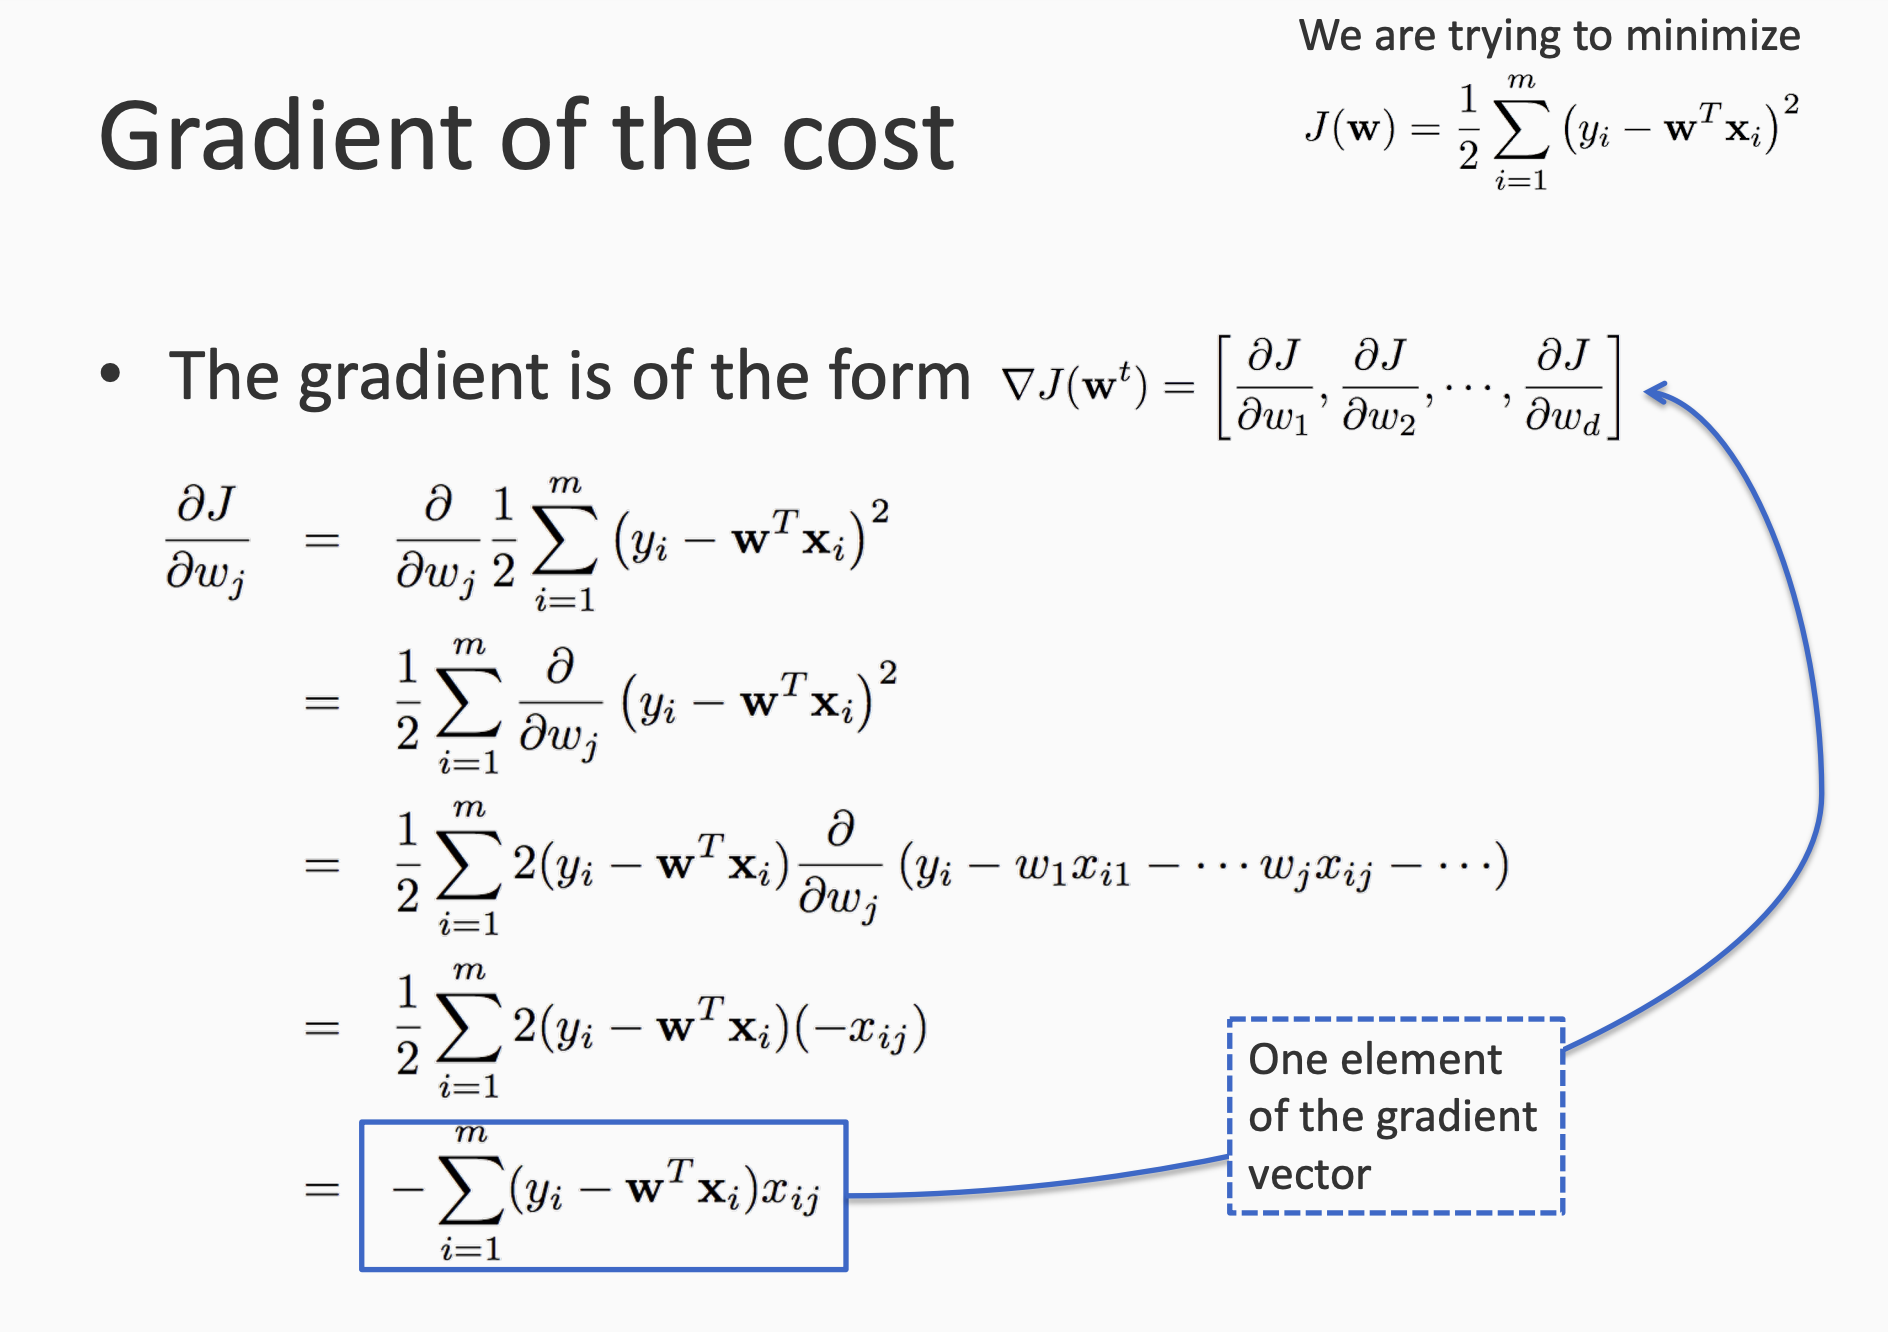 We are trying to minimize
J(𝐰) = 1/2 ∑_{i=1}^{m} (y_i − 𝐰^T 𝐱_i)^2
Gradient of the cost
• The gradient is of the form ∇J(𝐰^t) = [∂J/∂w_1, ∂J/∂w_2, ⋯, ∂J/∂w_d]
∂J/∂w_j = ∂/∂w_j 1/2 ∑_{i=1}^{m} (y_i − 𝐰^T 𝐱_i)^2
= 1/2 ∑_{i=1}^{m} ∂/∂w_j (y_i − 𝐰^T 𝐱_i)^2
= 1/2 ∑_{i=1}^{m} 2(y_i − 𝐰^T 𝐱_i) ∂/∂w_j (y_i − w_1 x_{i1} − ⋯ w_j x_{ij} − ⋯)
= 1/2 ∑_{i=1}^{m} 2(y_i − 𝐰^T 𝐱_i)(−x_{ij})
= − ∑_{i=1}^{m} (y_i − 𝐰^T 𝐱_i) x_{ij}
One element
of the gradient
vector